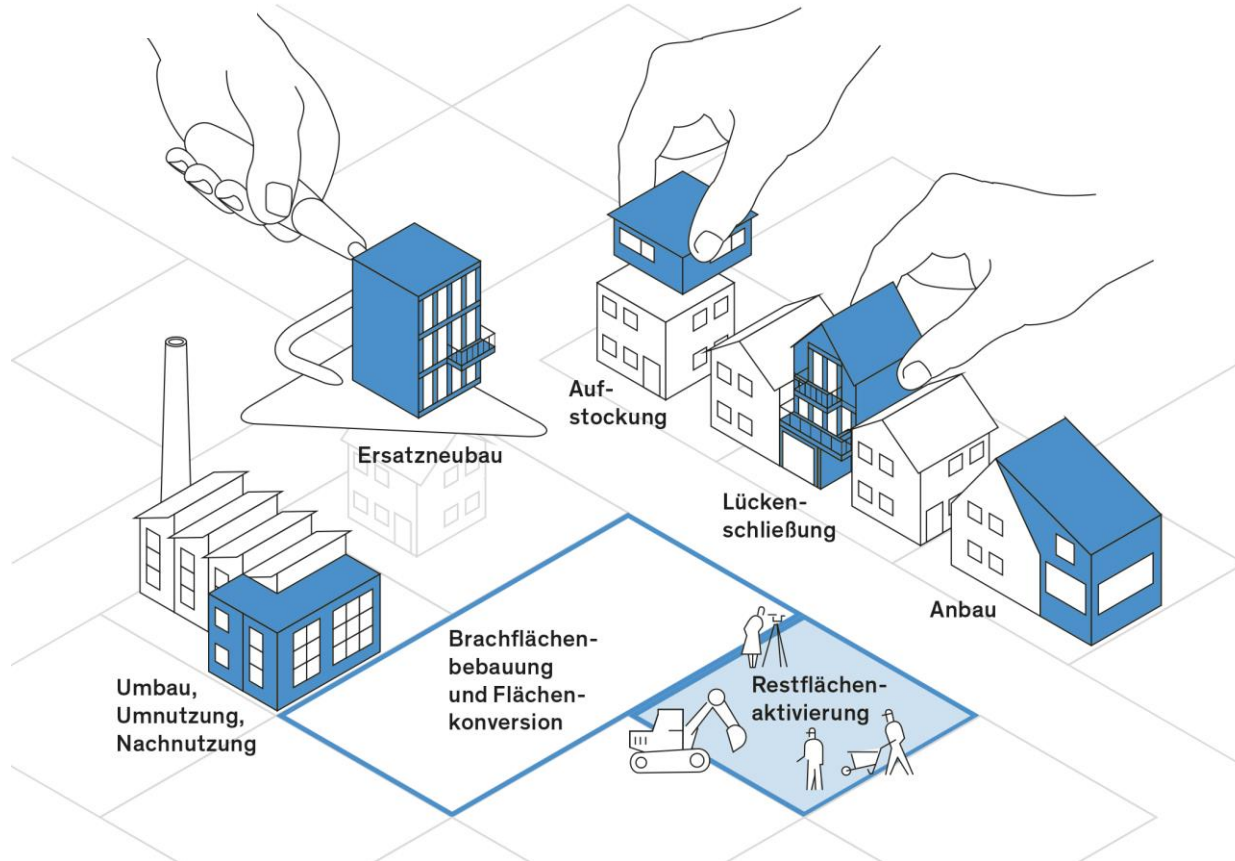 Auf-
stockung
Ersatzneubau
Lücken-
schließung
Anbau
Brachflächen-
bebauung
und Flächen-
konversion
Restflächen-
aktivierung
Umbau,
Umnutzung,
Nachnutzung